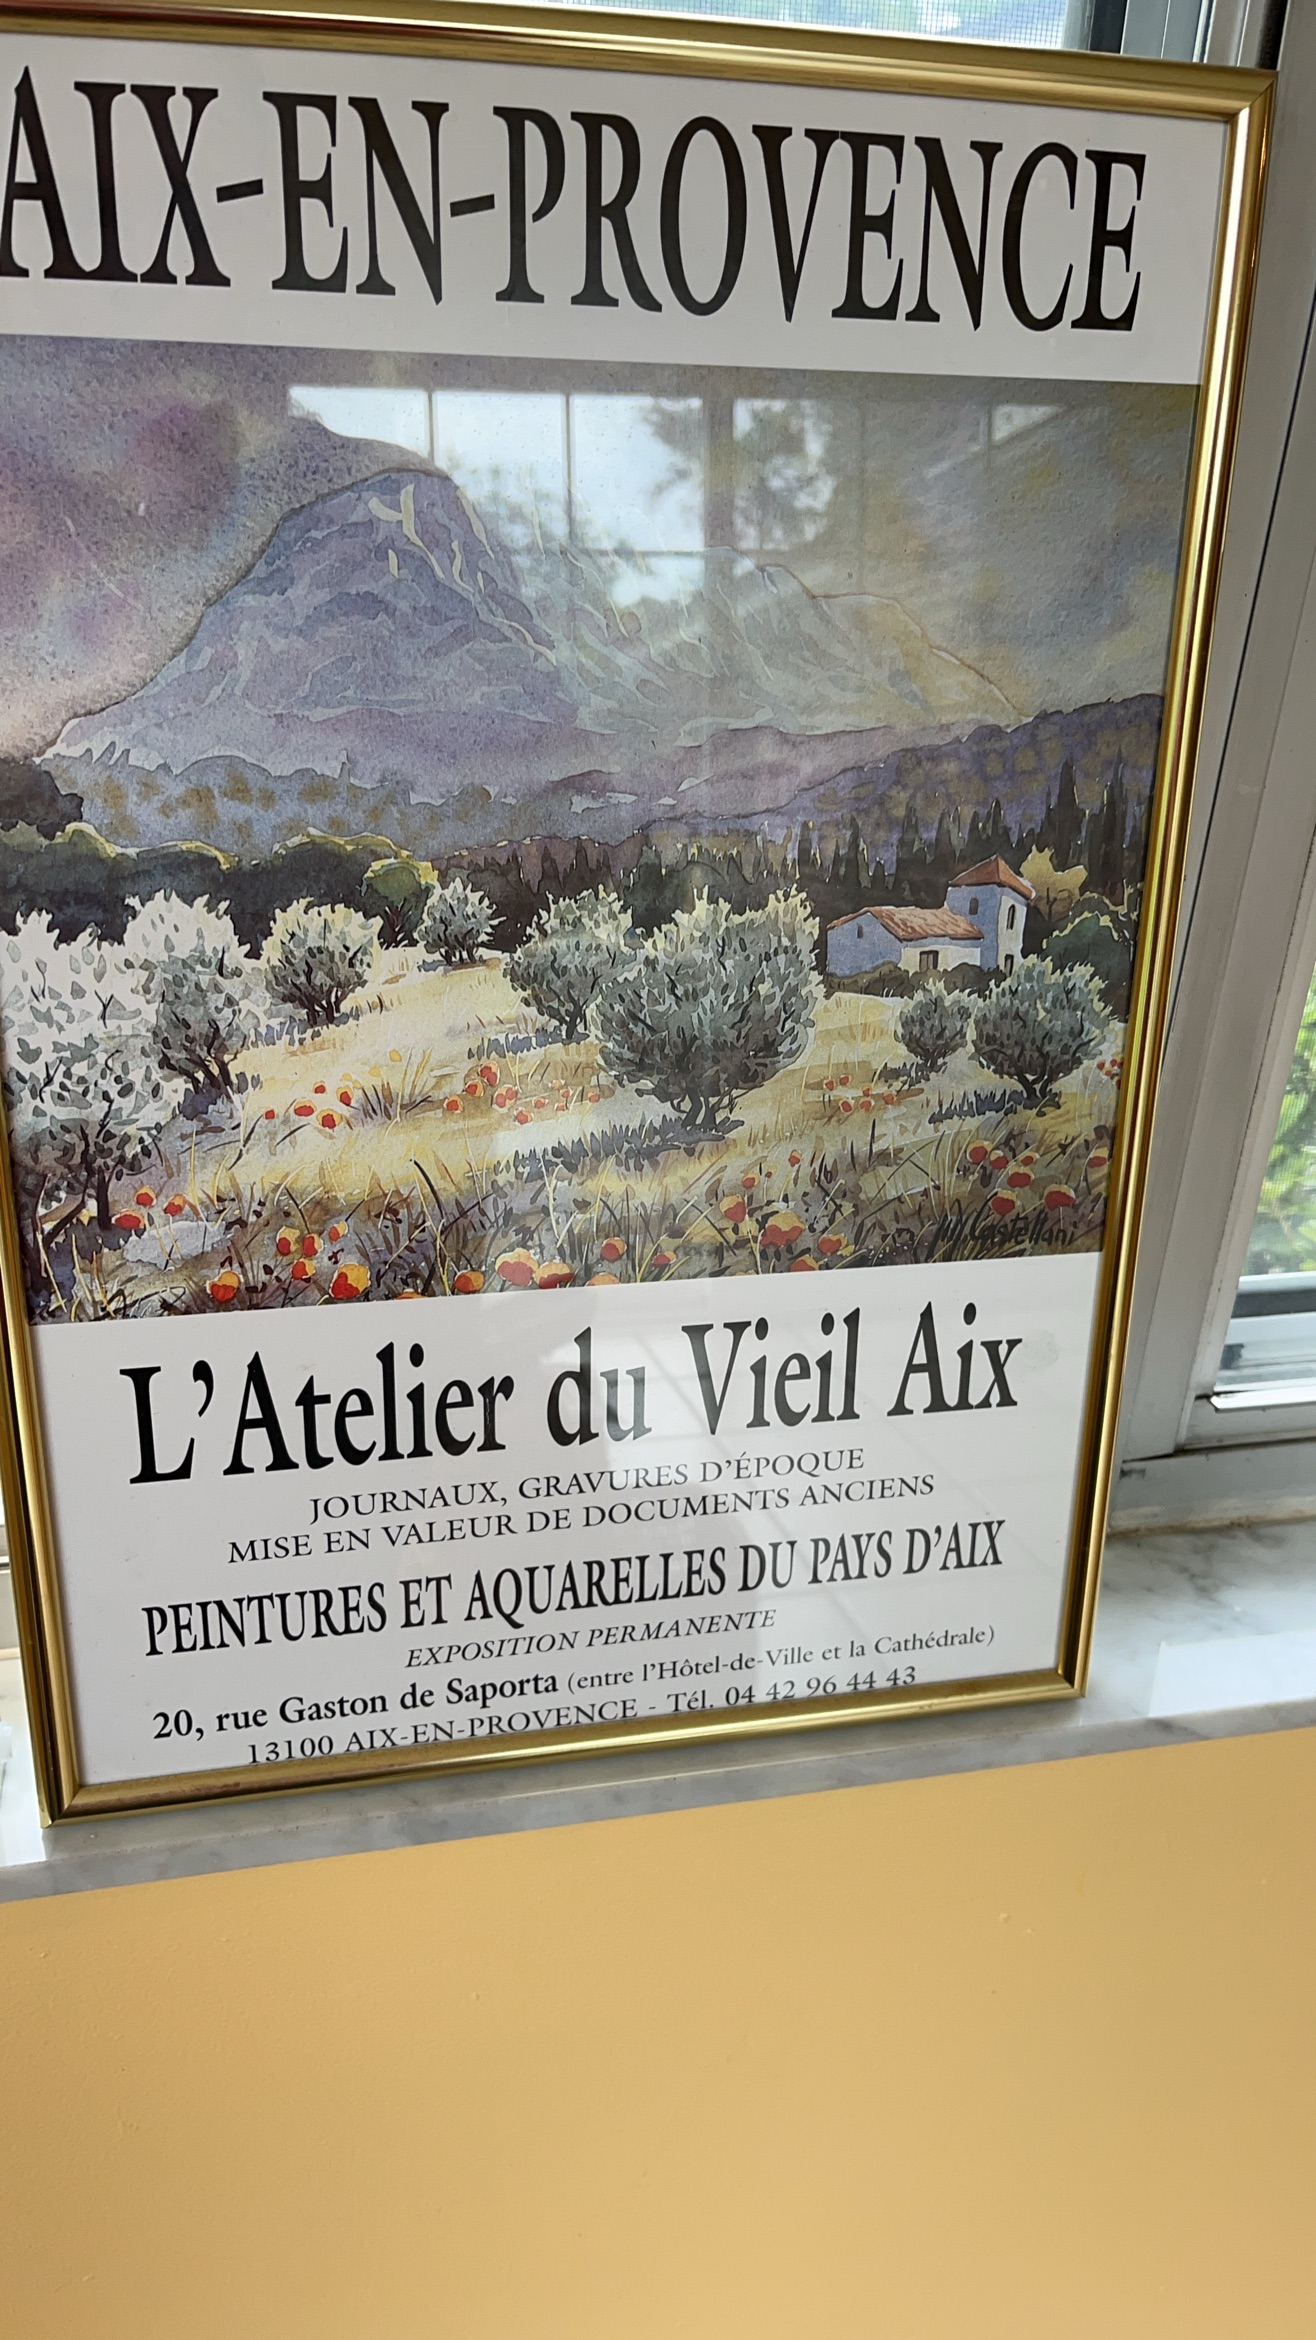 AIX-EN-PROVENCE
Castellani
L'Atelier du Vieil Aix
JOURNAUX, GRAVURES D'ÉPOQUE
MISE EN VALEUR DE DOCUMENTS ANCIENS
PEINTURES ET AQUARELLES DU PAYS D'AIX
EXPOSITION PERMANENTE
20, rue Gaston de Saporta (entre l'Hôtel-de-Ville et la Cathédrale)
13100 AIX-EN-PROVENCE - Tél. 04 42 96 44 43